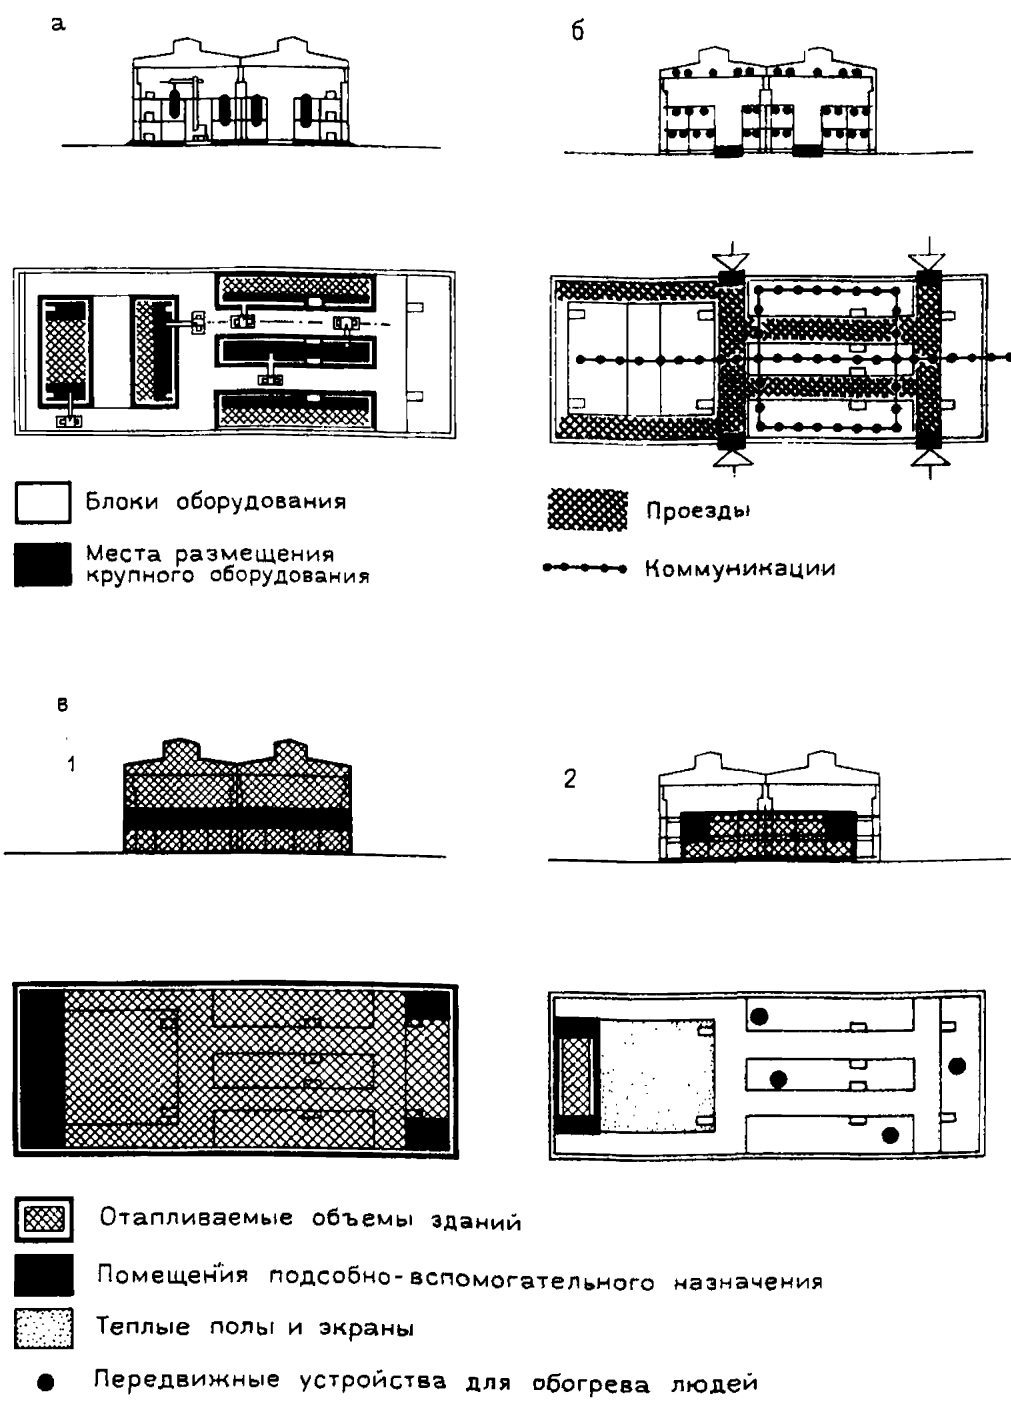 а
б
Блоки оборудования
Места размещения
крупного оборудования
Проезды
Коммуникации
в
1
2
Отапливаемые объемы зданий
Помещения подсобно-вспомогательного назначения
Теплые полы и экраны
Передвижные устройства для обогрева людей